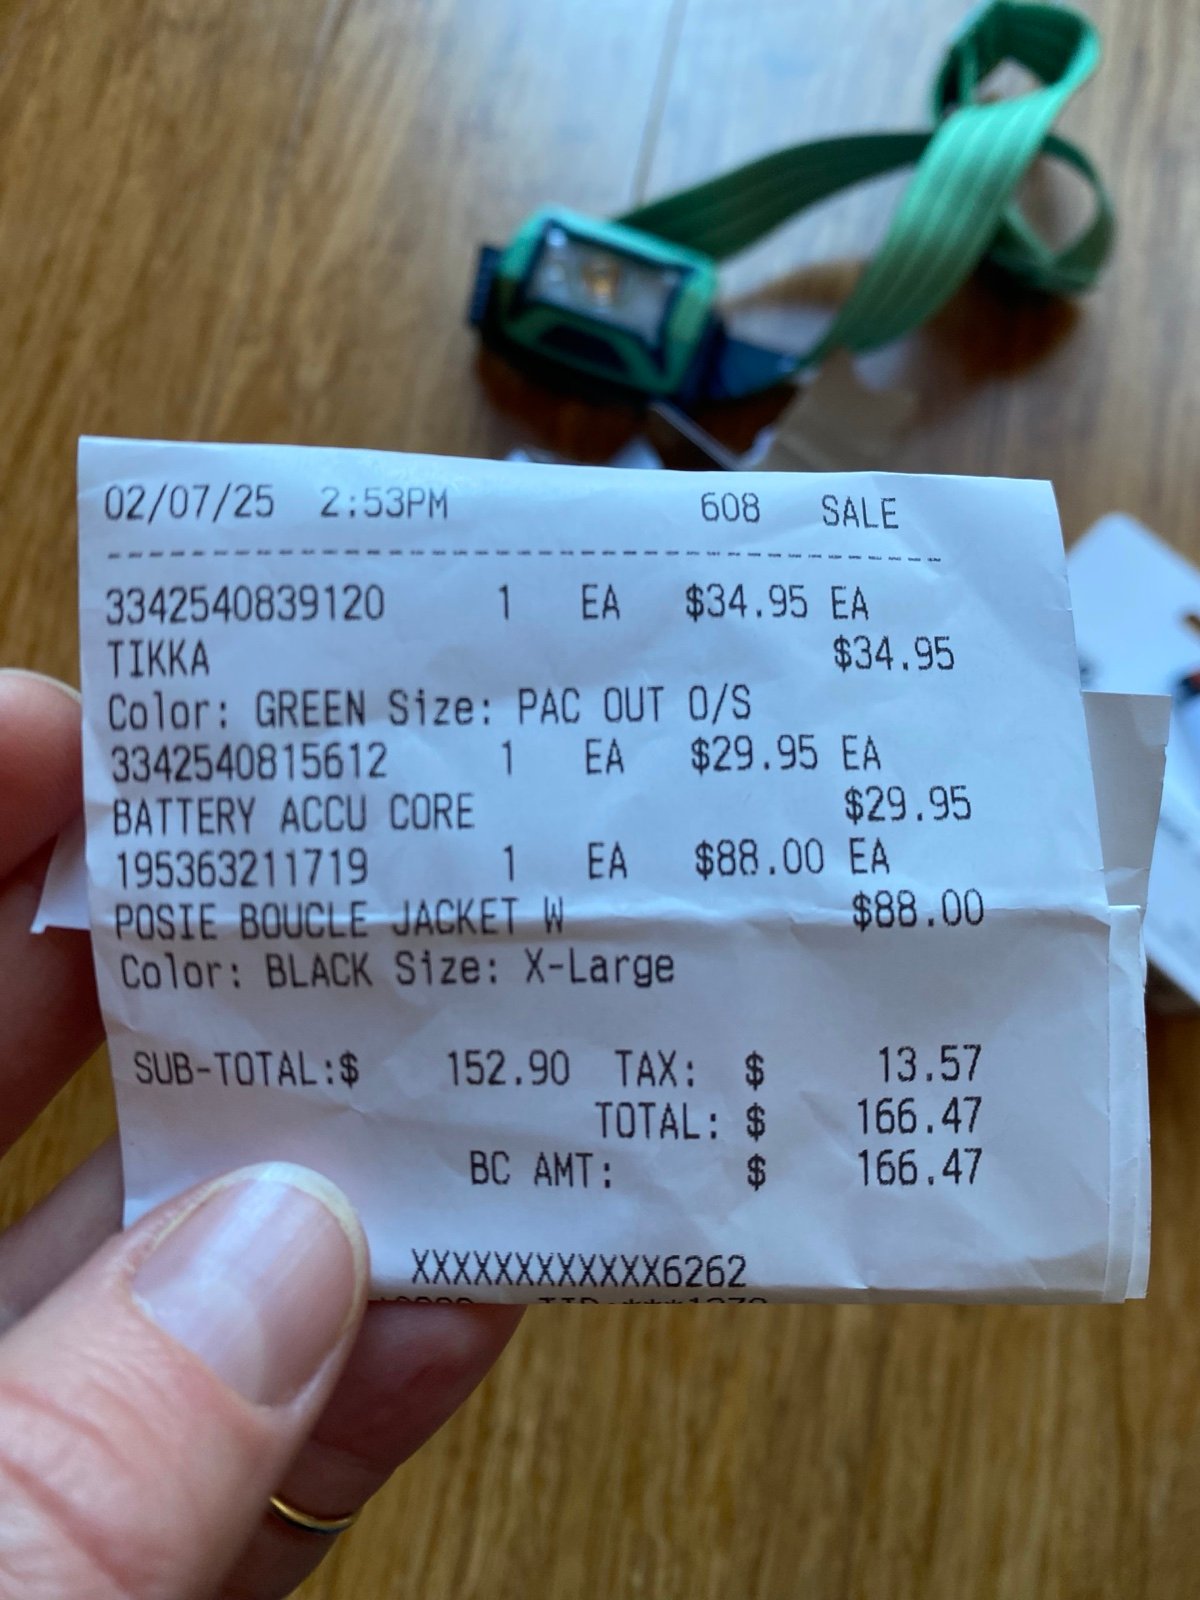 02/07/25 2:53PM 608 SALE
3342540839120 1 EA $34.95 EA
TIKKA $34.95
Color: GREEN Size: PAC OUT O/S
3342540815612 1 EA $29.95 EA
BATTERY ACCU CORE $29.95
195363211719 1 EA $88.00 EA
POSIE BOUCLE JACKET W $88.00
Color: BLACK Size: X-Large
SUB-TOTAL:$ 152.90 TAX: $ 13.57
TOTAL: $ 166.47
BC AMT: $ 166.47
XXXXXXXXXXXX6262